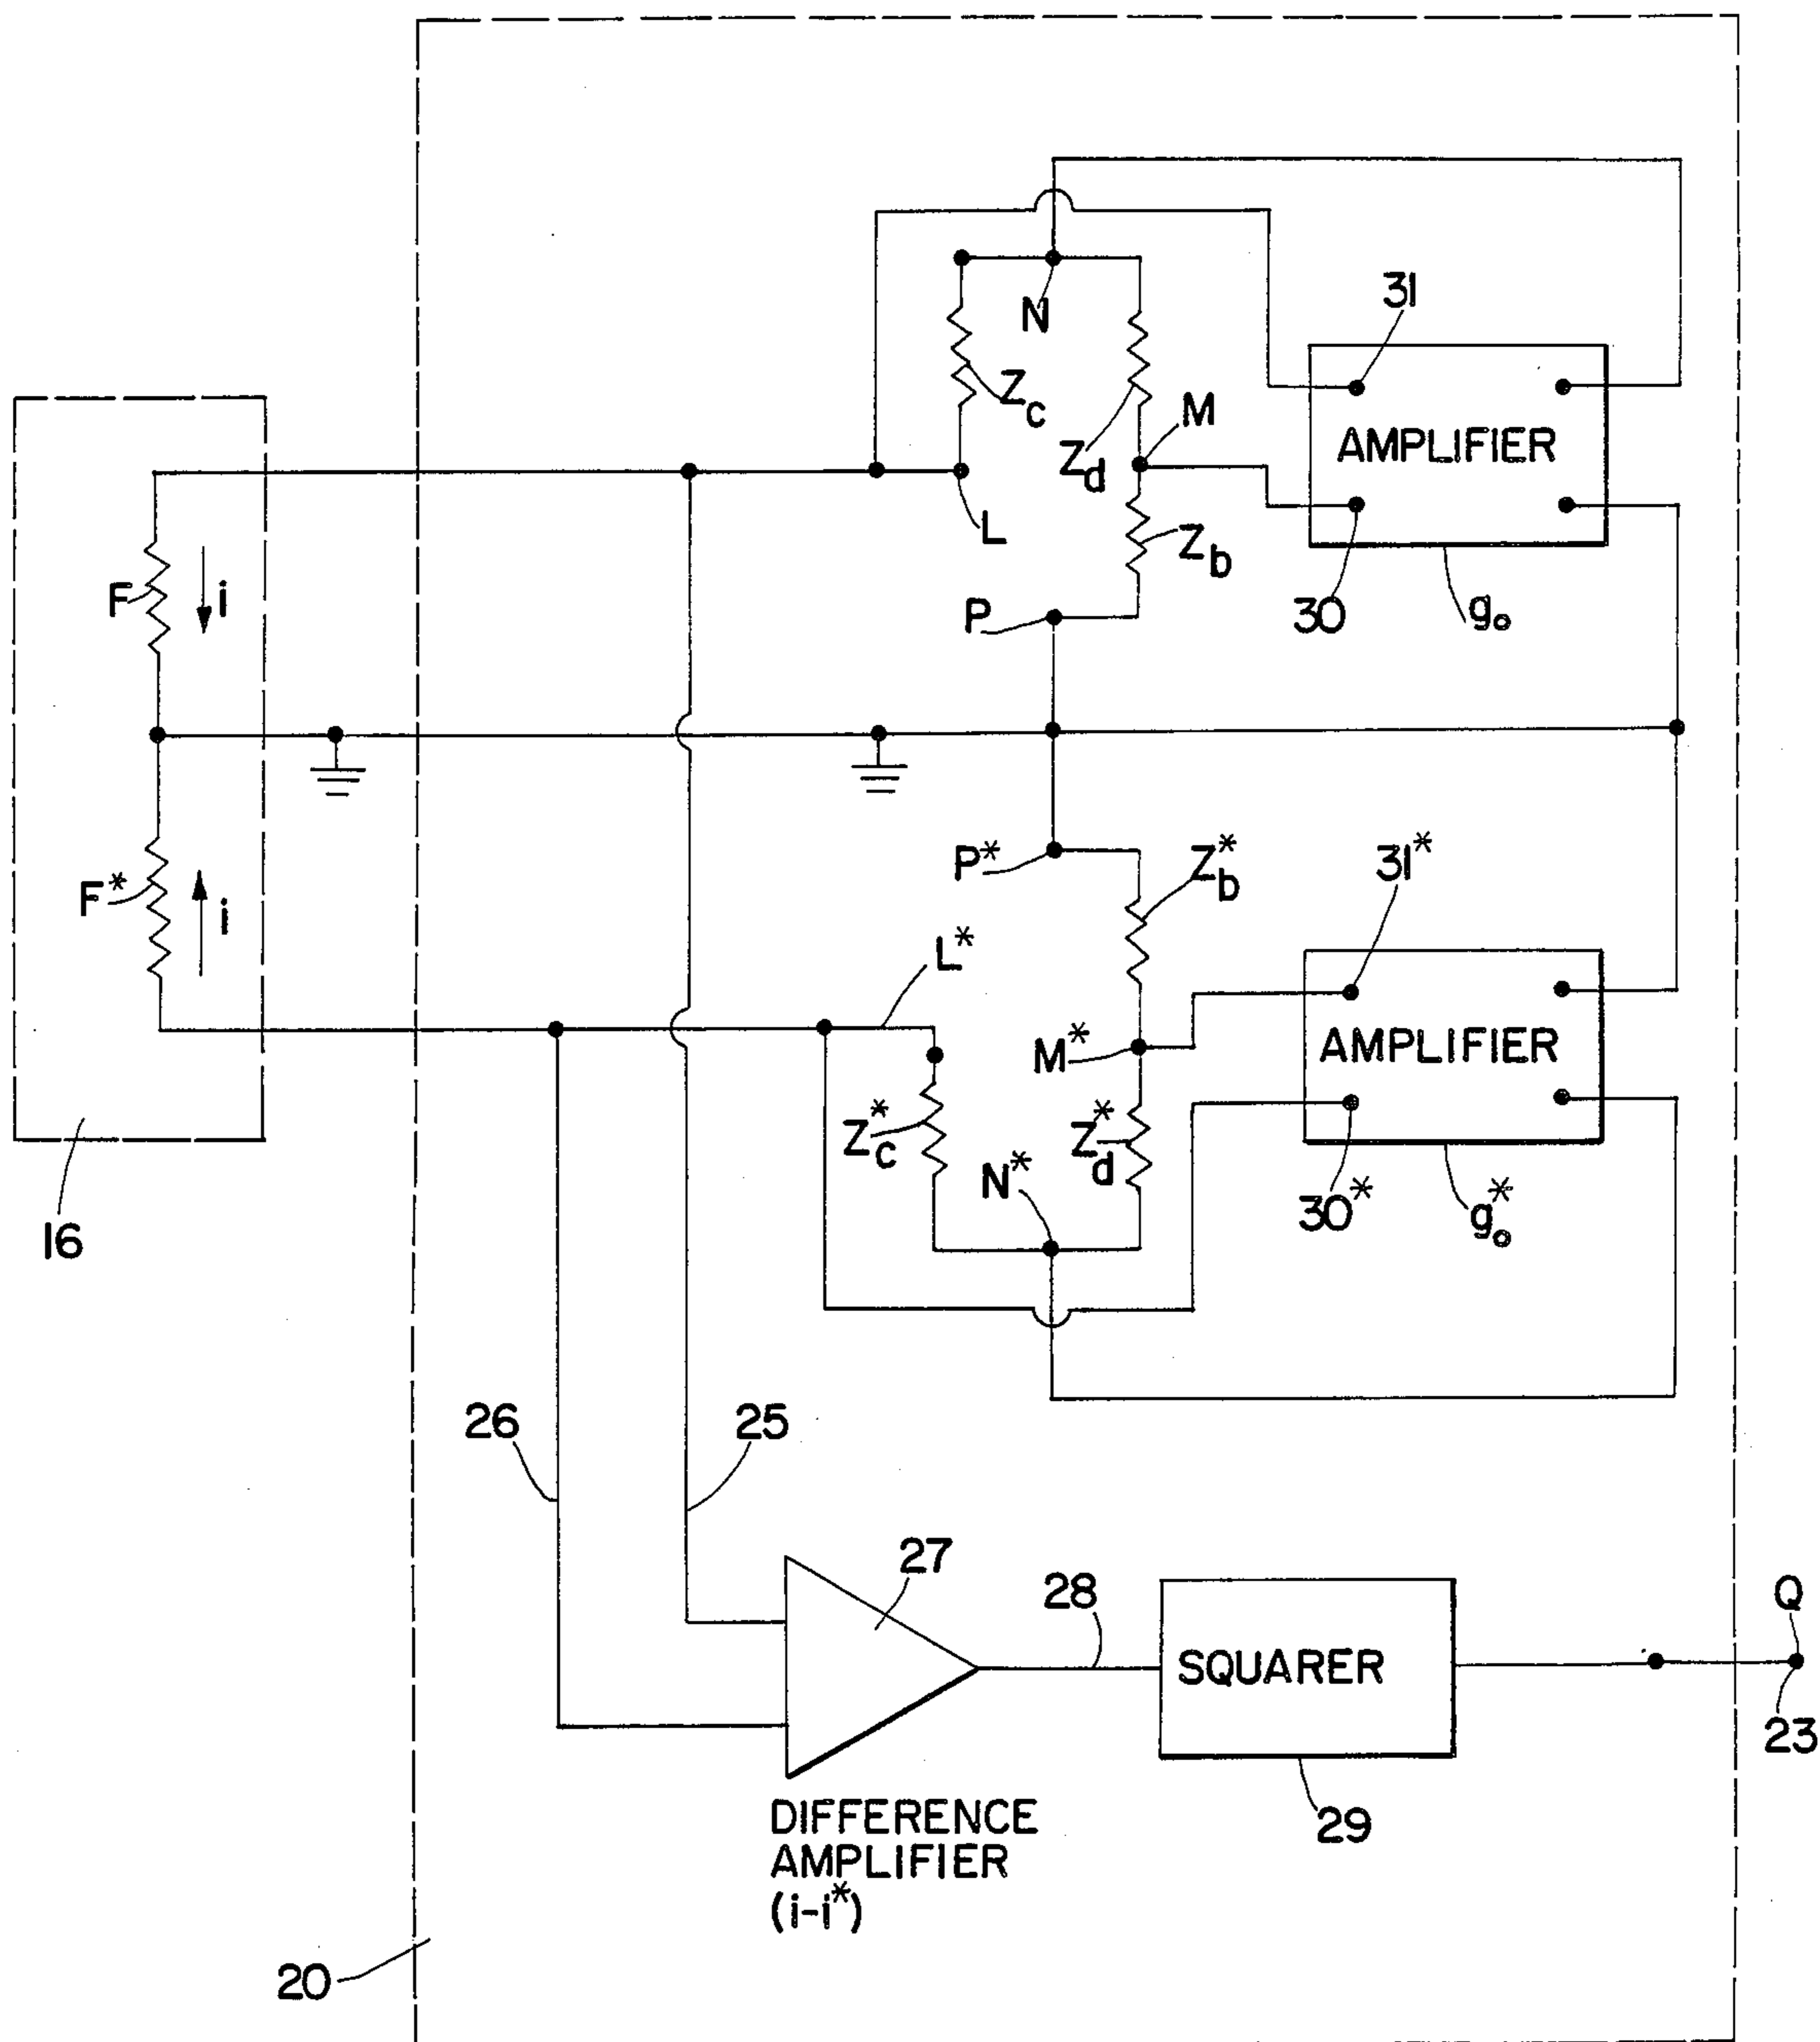 31
N
Zc
M
AMPLIFIER
Zd
L
Zb
F
i
30
go
P
P*
Zb*
31*
F*
i
L*
M*
AMPLIFIER
Zc*
Zd*
N*
30*
go*
16
26
25
27
28
Q
SQUARER
23
DIFFERENCE
AMPLIFIER
(i-i*)
29
20